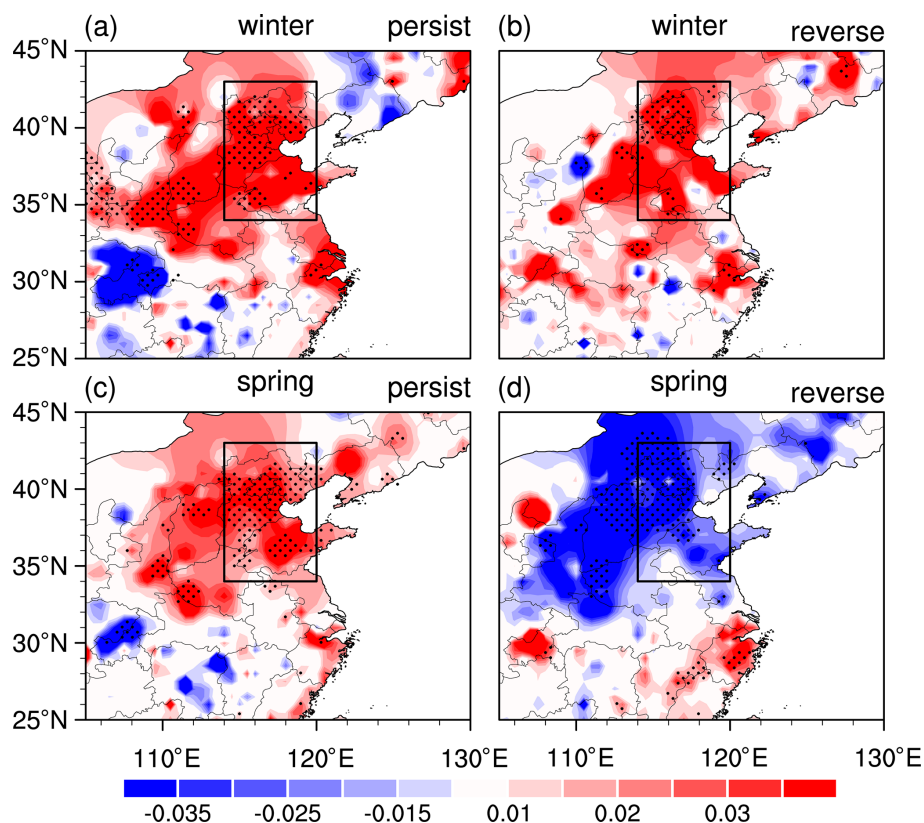 (a) winter persist
(b) winter reverse
45°N
40°N
35°N
30°N
25°N
(c) spring persist
(d) spring reverse
45°N
40°N
35°N
30°N
25°N
110°E 120°E 130°E
110°E 120°E 130°E
-0.035 -0.025 -0.015 0.01 0.02 0.03